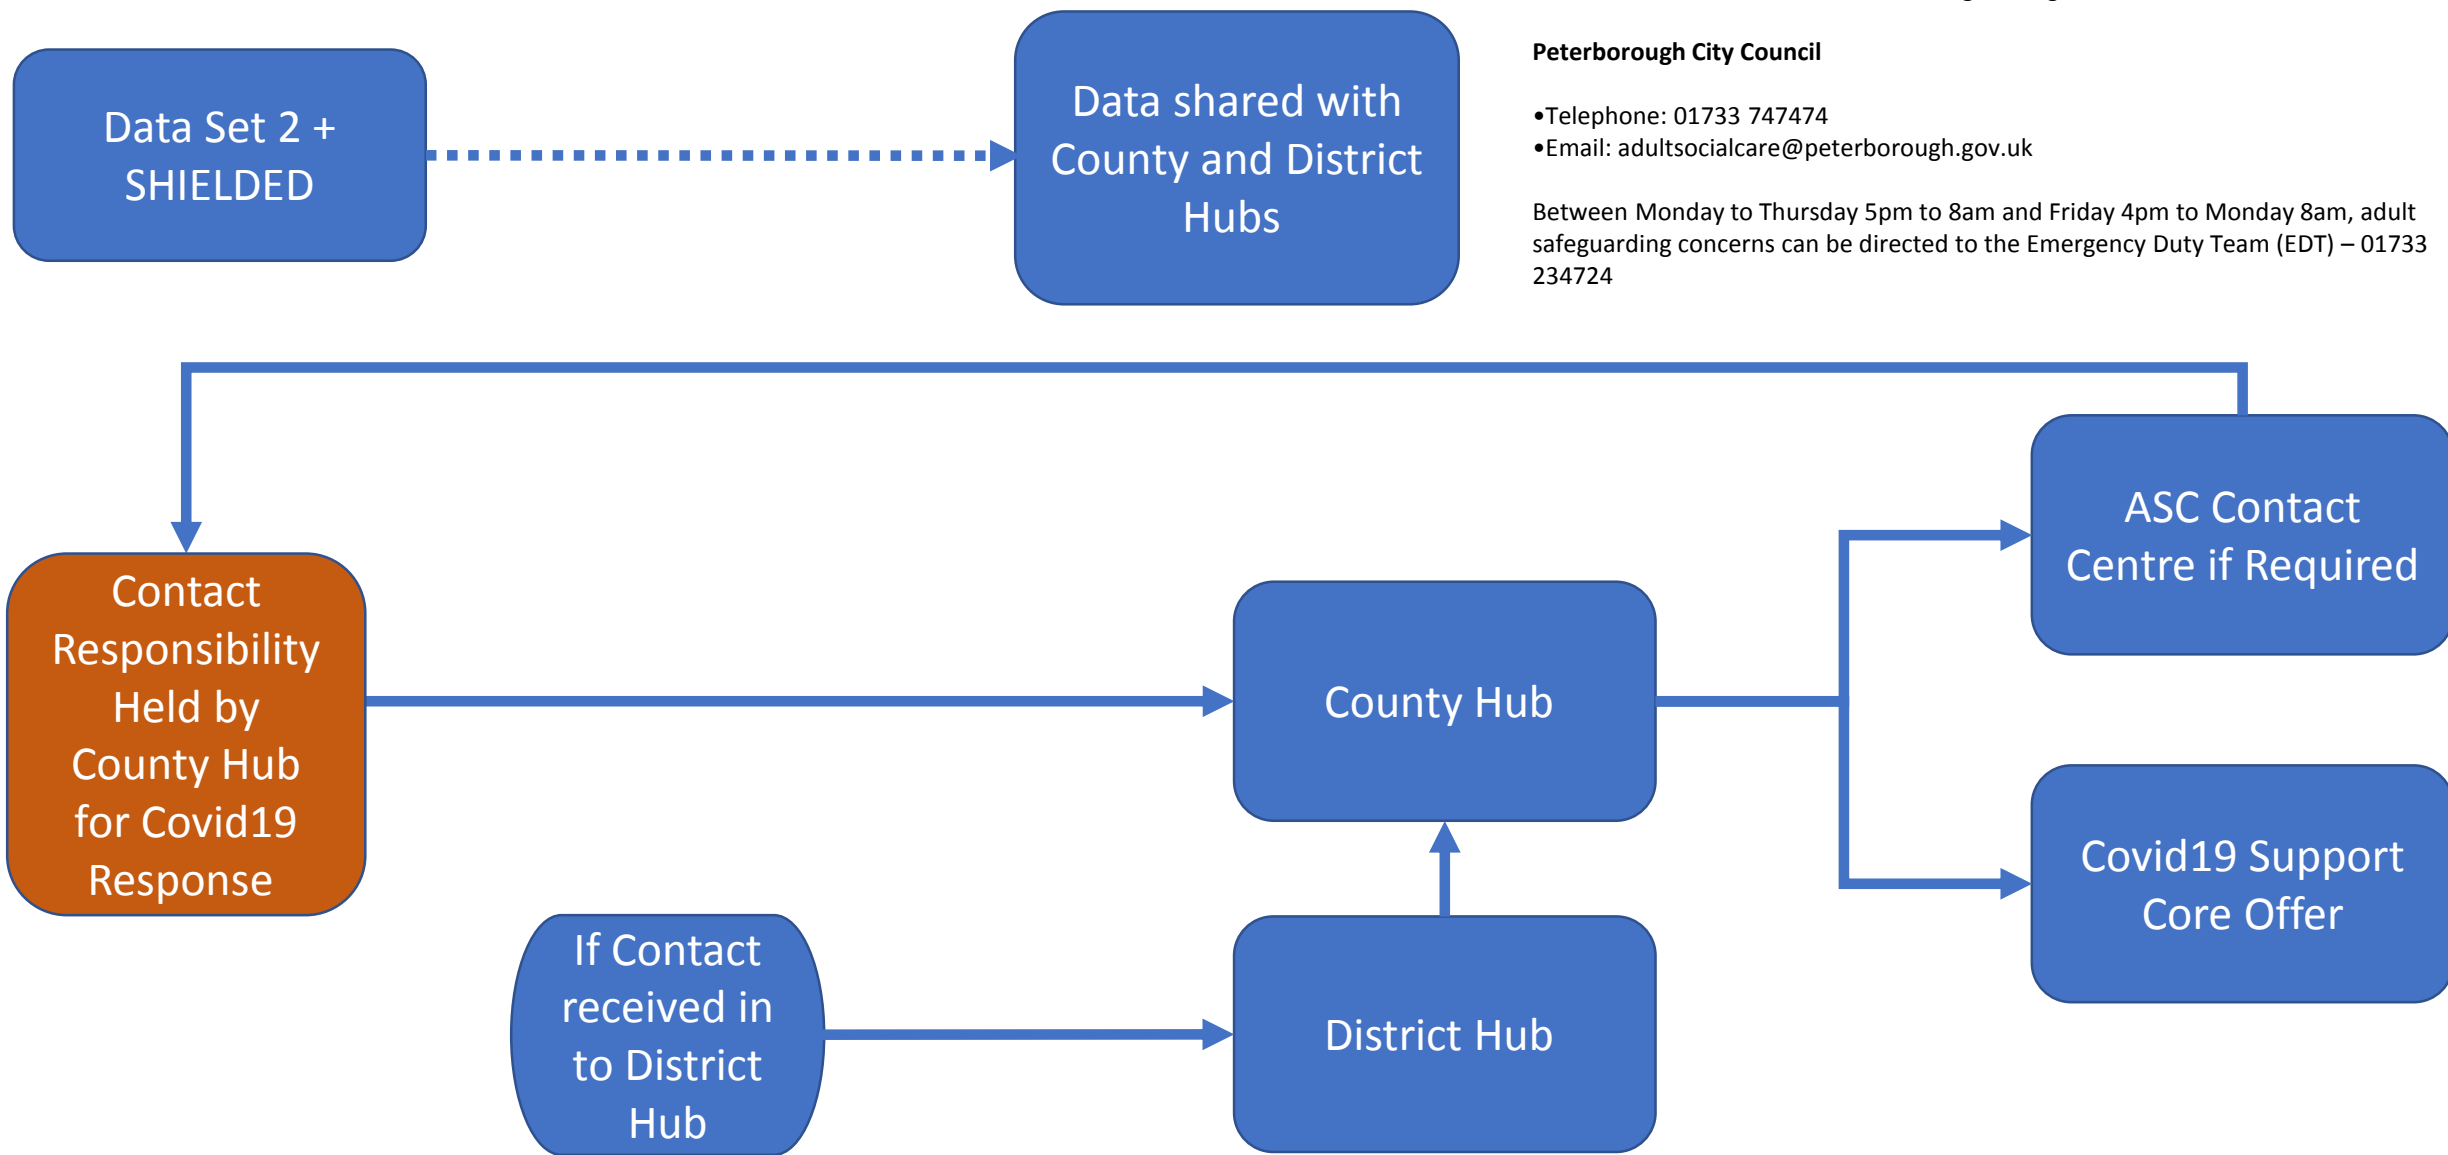 Data Set 2 +
SHIELDED
Data shared with
County and District
Hubs
Peterborough City Council
•Telephone: 01733 747474
•Email: adultsocialcare@peterborough.gov.uk
Between Monday to Thursday 5pm to 8am and Friday 4pm to Monday 8am, adult
safeguarding concerns can be directed to the Emergency Duty Team (EDT) – 01733
234724
Contact
Responsibility
Held by
County Hub
for Covid19
Response
County Hub
ASC Contact
Centre if Required
Covid19 Support
Core Offer
If Contact
received in
to District
Hub
District Hub